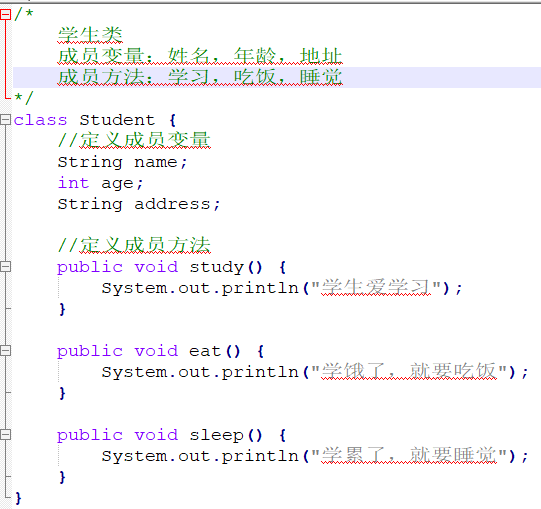 /*
学生类
成员变量：姓名，年龄，地址
成员方法：学习，吃饭，睡觉
*/
class Student {
//定义成员变量
String name;
int age;
String address;
//定义成员方法
public void study() {
System.out.println("学生爱学习");
}
public void eat() {
System.out.println("学饿了，就要吃饭");
}
public void sleep() {
System.out.println("学累了，就要睡觉");
}
}